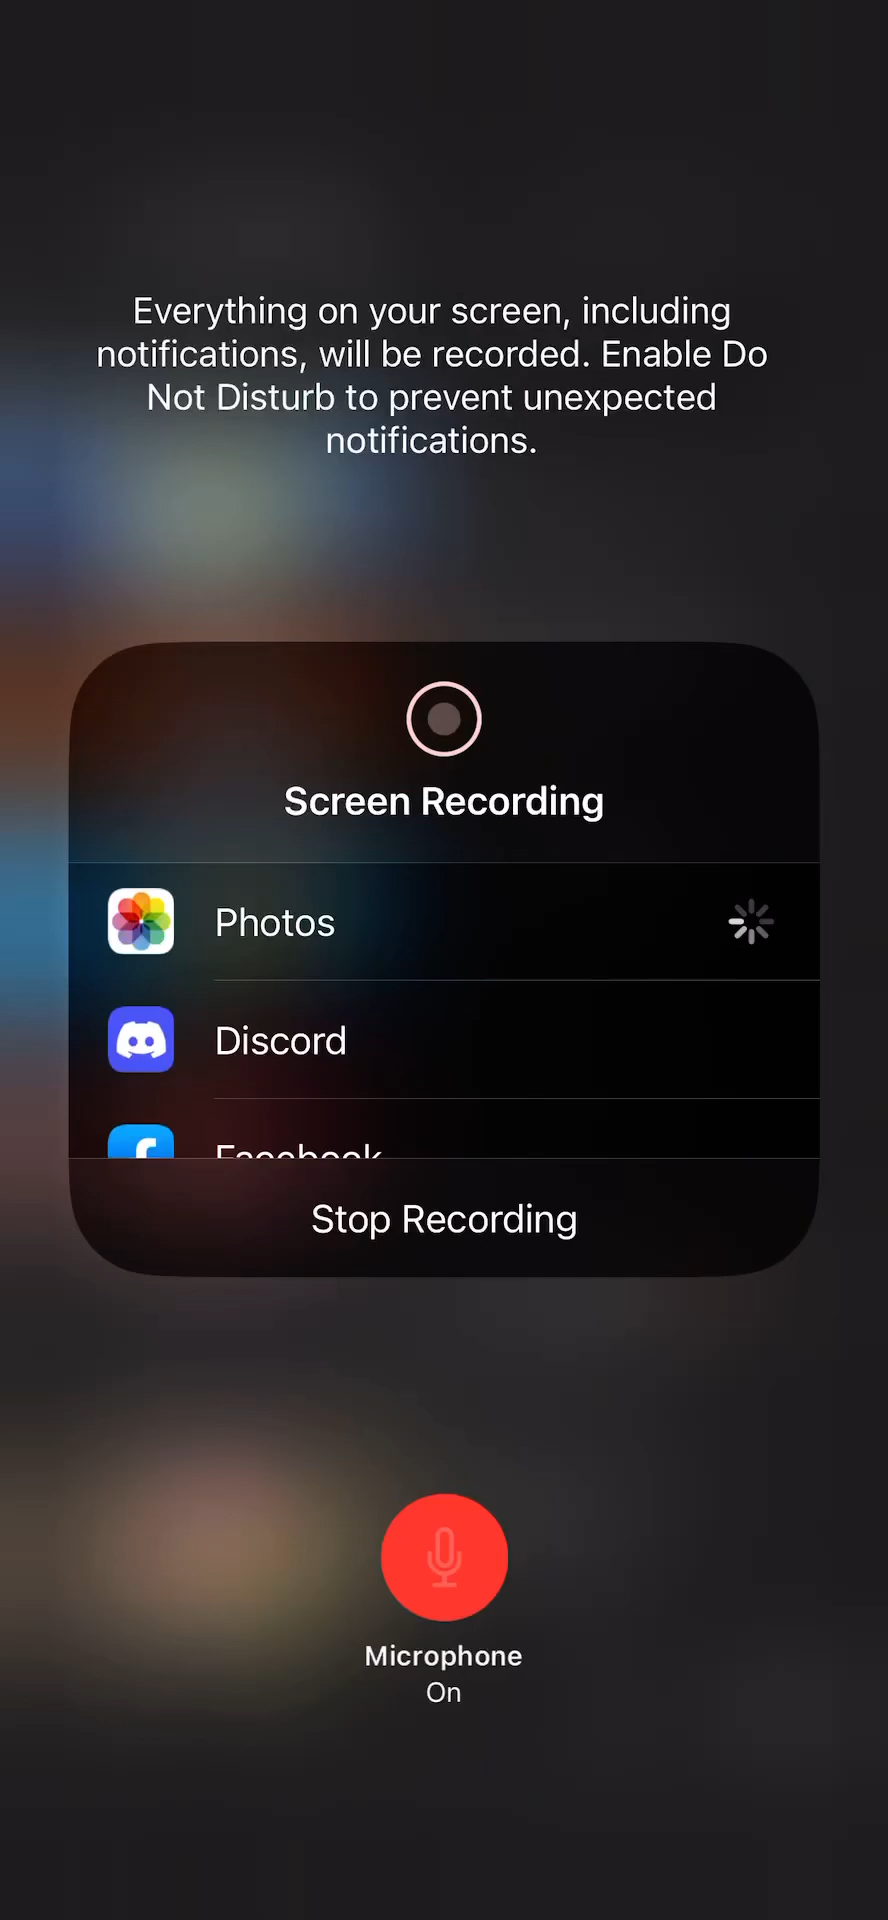 Everything on your screen, including
notifications, will be recorded. Enable Do
Not Disturb to prevent unexpected
notifications.
Screen Recording
Photos
Discord
Facebook
Stop Recording
Microphone
On